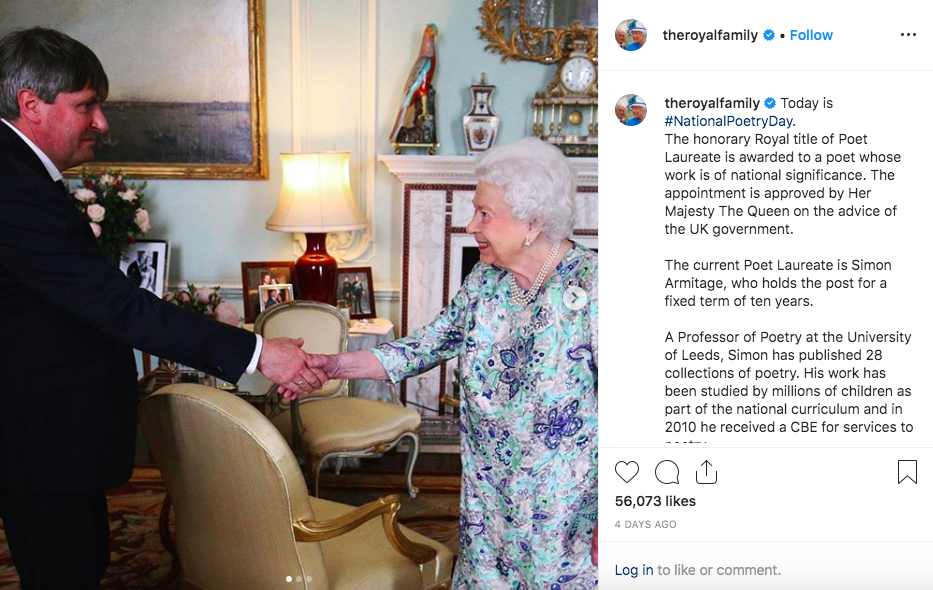 theroyalfamily • Follow
theroyalfamily Today is
#NationalPoetryDay.
The honorary Royal title of Poet
Laureate is awarded to a poet whose
work is of national significance. The
appointment is approved by Her
Majesty The Queen on the advice of
the UK government.
The current Poet Laureate is Simon
Armitage, who holds the post for a
fixed term of ten years.
A Professor of Poetry at the University
of Leeds, Simon has published 28
collections of poetry. His work has
been studied by millions of children as
part of the national curriculum and in
2010 he received a CBE for services to
56,073 likes
4 DAYS AGO
Log in to like or comment.